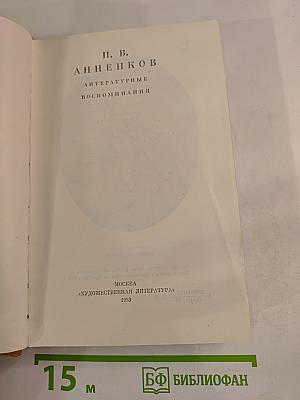 П. В.
АННЕНКОВ
ЛИТЕРАТУРНЫЕ
ВОСПОМИНАНИЯ
МОСКВА
«ХУДОЖЕСТВЕННАЯ ЛИТЕРАТУРА»
1983
15 м
БФ БИБЛИОФАН